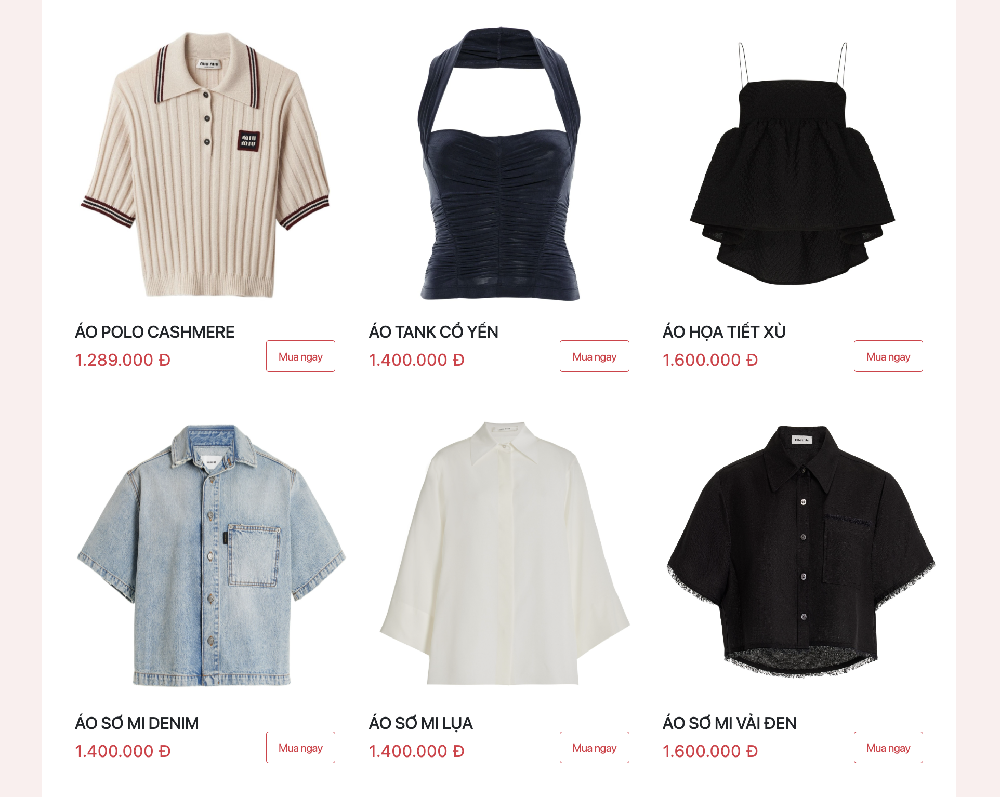 miu miu
MIU
MIU
ÁO POLO CASHMERE
1.289.000 Đ
Mua ngay
ÁO TANK CỔ YẾN
1.400.000 Đ
Mua ngay
ÁO HỌA TIẾT XÙ
1.600.000 Đ
Mua ngay
SIMKHAI
ÁO SƠ MI DENIM
1.400.000 Đ
Mua ngay
ÁO SƠ MI LỤA
1.400.000 Đ
Mua ngay
ÁO SƠ MI VẢI ĐEN
1.600.000 Đ
Mua ngay